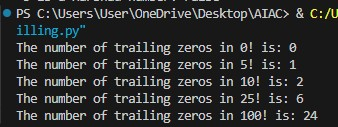 PS C:\Users\User\OneDrive\Desktop\AIAC> & C:/U
illing.py"
The number of trailing zeros in 0! is: 0
The number of trailing zeros in 5! is: 1
The number of trailing zeros in 10! is: 2
The number of trailing zeros in 25! is: 6
The number of trailing zeros in 100! is: 24